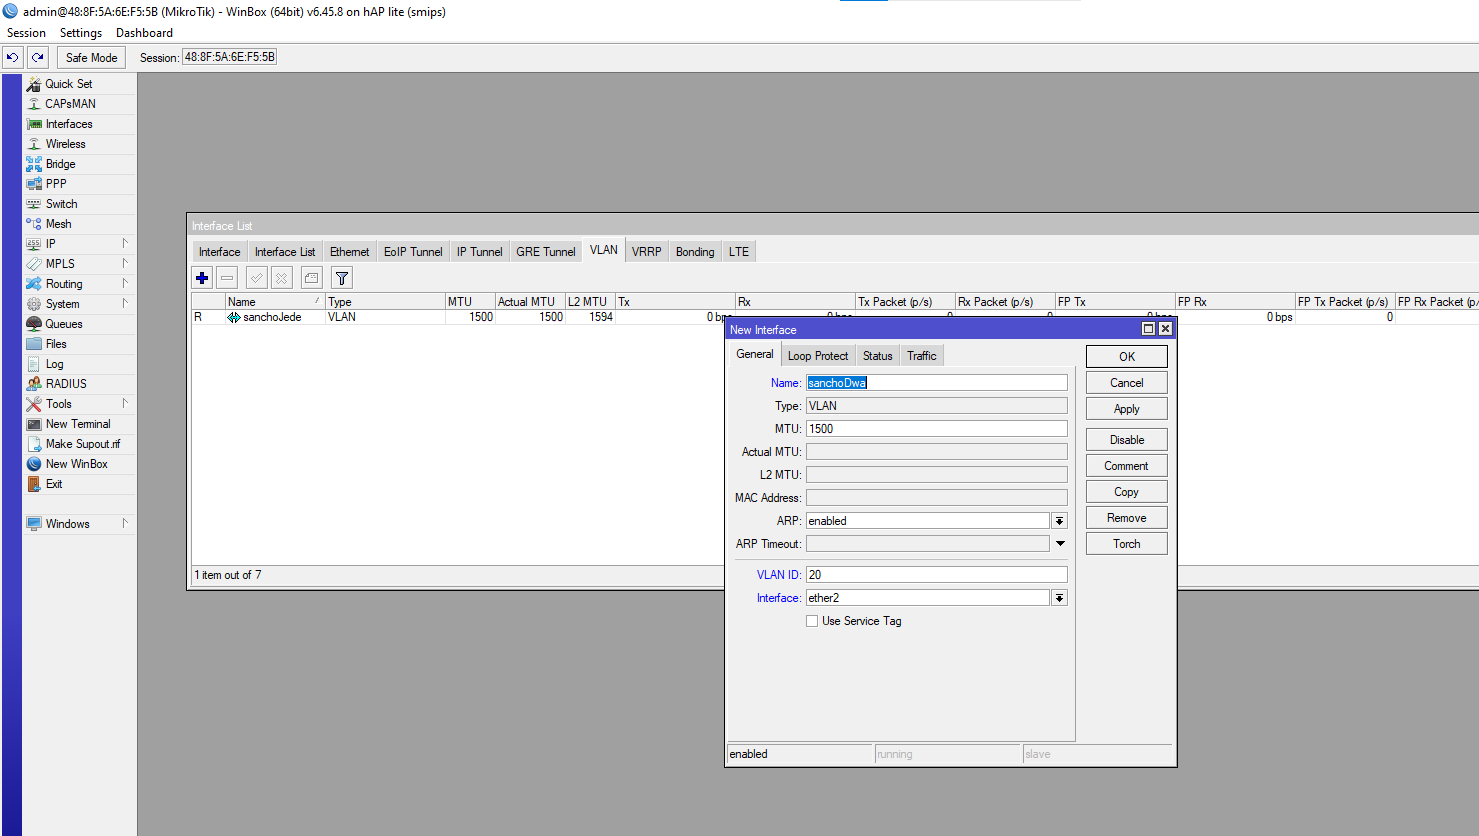 admin@48:8F:5A:6E:F5:5B (MikroTik) - WinBox (64bit) v6.45.8 on hAP lite (smips)
Session Settings Dashboard
Safe Mode Session: 48:8F:5A:6E:F5:5B
Quick Set
CAPsMAN
Interfaces
Wireless
Bridge
PPP
Switch
Mesh
IP
MPLS
Routing
System
Queues
Files
Log
RADIUS
Tools
New Terminal
Make Supout.rif
New WinBox
Exit
Windows
Interface List
Interface Interface List Ethernet EoIP Tunnel IP Tunnel GRE Tunnel VLAN VRRP Bonding LTE
Name Type MTU Actual MTU L2 MTU Tx Rx Tx Packet (p/s) Rx Packet (p/s) FP Tx FP Rx FP Tx Packet (p/s) FP Rx Packet (p/
R sanchoJede VLAN 1500 1500 1594 0 bps 0 bps 0 0 0 bps 0 bps 0
1 item out of 7
New Interface
General Loop Protect Status Traffic
Name: sanchoDwa
Type: VLAN
MTU: 1500
Actual MTU:
L2 MTU:
MAC Address:
ARP: enabled
ARP Timeout:
VLAN ID: 20
Interface: ether2
Use Service Tag
OK
Cancel
Apply
Disable
Comment
Copy
Remove
Torch
enabled running slave